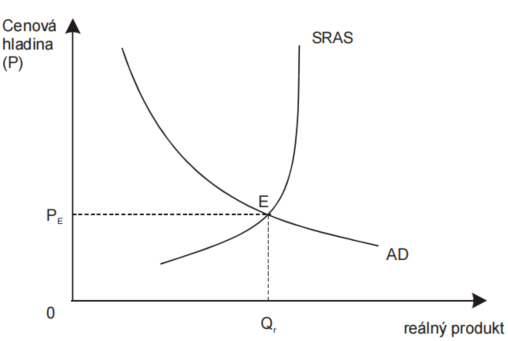 Cenová
hladina
(P)
SRAS
E
P_E
AD
0
Q_r
reálný produkt